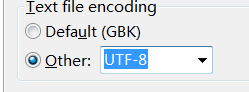 Text file encoding
Default (GBK)
Other: UTF-8